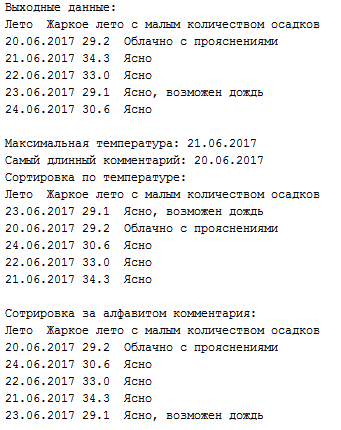 Выходные данные:
Лето  Жаркое лето с малым количеством осадков
20.06.2017 29.2  Облачно с прояснениями
21.06.2017 34.3  Ясно
22.06.2017 33.0  Ясно
23.06.2017 29.1  Ясно, возможен дождь
24.06.2017 30.6  Ясно

Максимальная температура: 21.06.2017
Самый длинный комментарий: 20.06.2017
Сортировка по температуре:
Лето  Жаркое лето с малым количеством осадков
23.06.2017 29.1  Ясно, возможен дождь
20.06.2017 29.2  Облачно с прояснениями
24.06.2017 30.6  Ясно
22.06.2017 33.0  Ясно
21.06.2017 34.3  Ясно

Сотрировка за алфавитом комментария:
Лето  Жаркое лето с малым количеством осадков
20.06.2017 29.2  Облачно с прояснениями
24.06.2017 30.6  Ясно
22.06.2017 33.0  Ясно
21.06.2017 34.3  Ясно
23.06.2017 29.1  Ясно, возможен дождь